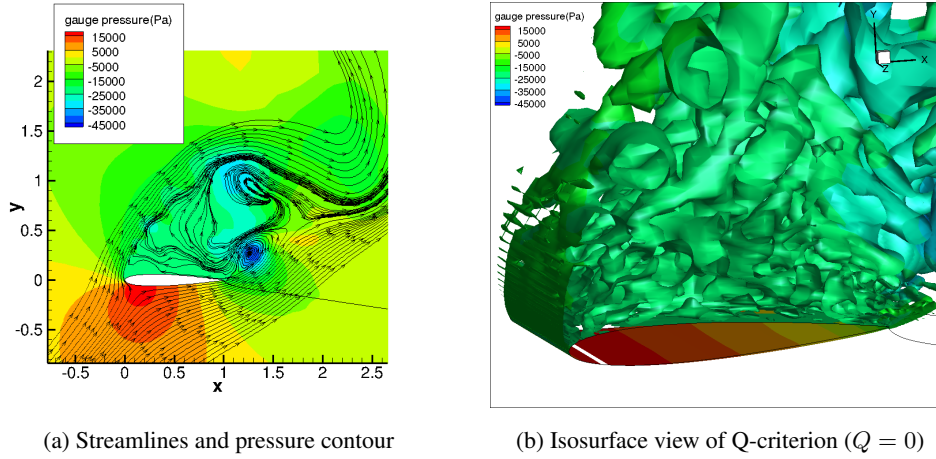 gauge pressure(Pa)
15000
5000
-5000
-15000
-25000
-35000
-45000
2
1.5
1
y
0.5
0
-0.5
-0.5 0 0.5 1 1.5 2 2.5
x
(a) Streamlines and pressure contour
gauge pressure(Pa)
15000
5000
-5000
-15000
-25000
-35000
-45000
Y
X
Z
(b) Isosurface view of Q-criterion (Q = 0)